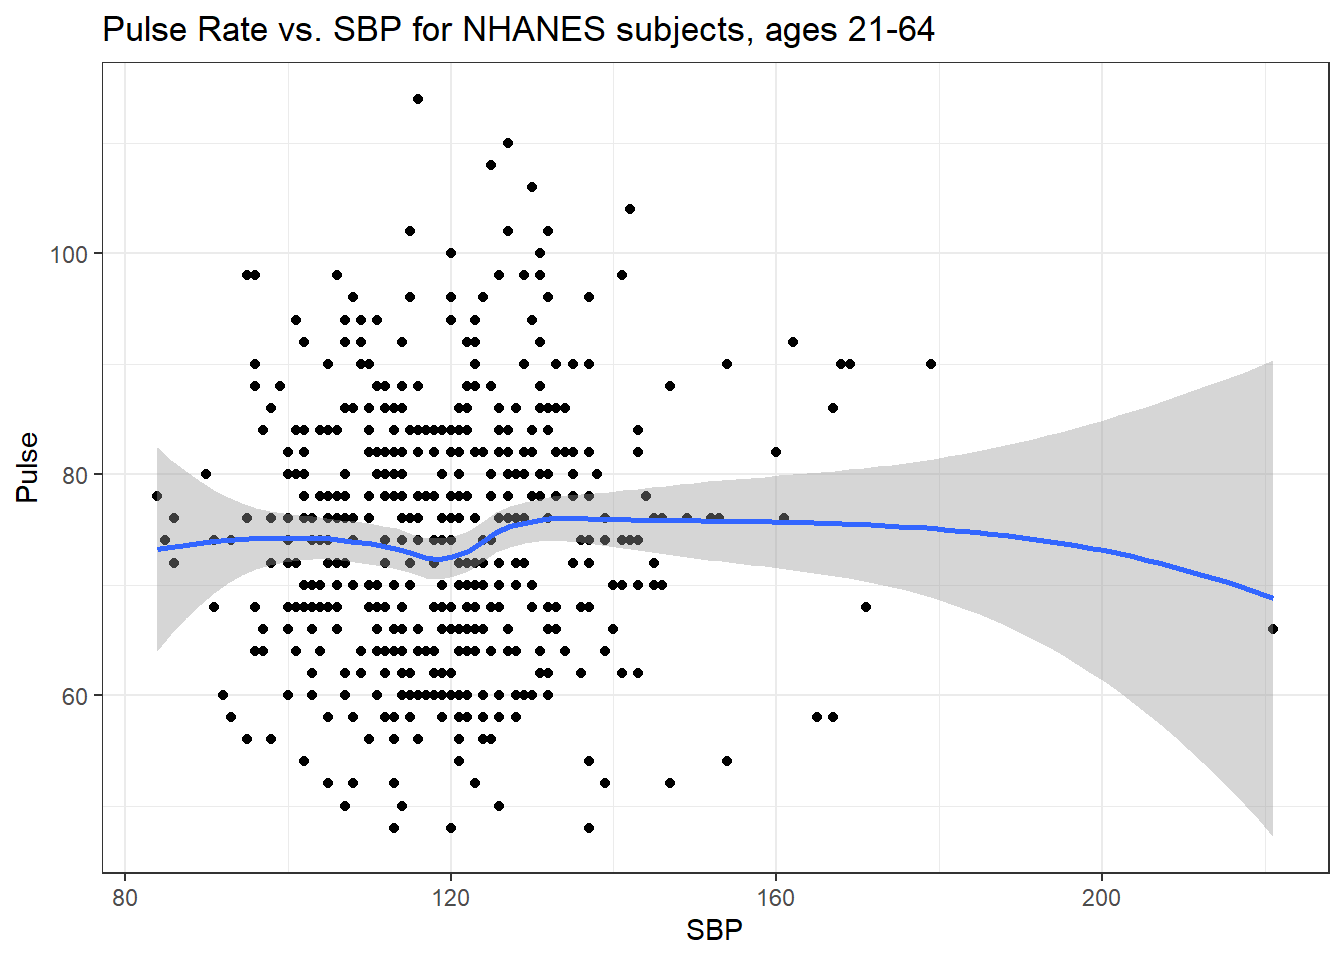 Pulse Rate vs. SBP for NHANES subjects, ages 21-64
Pulse
100
80
60
80 120 160 200
SBP